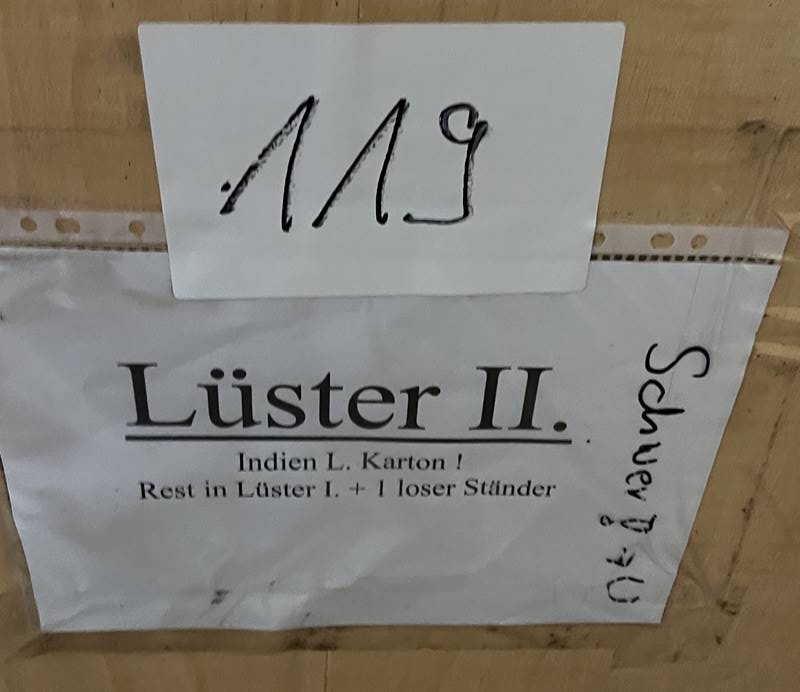 119
Lüster II.
Indien L. Karton !
Rest in Lüster I. + 1 loser Ständer
Schwer!